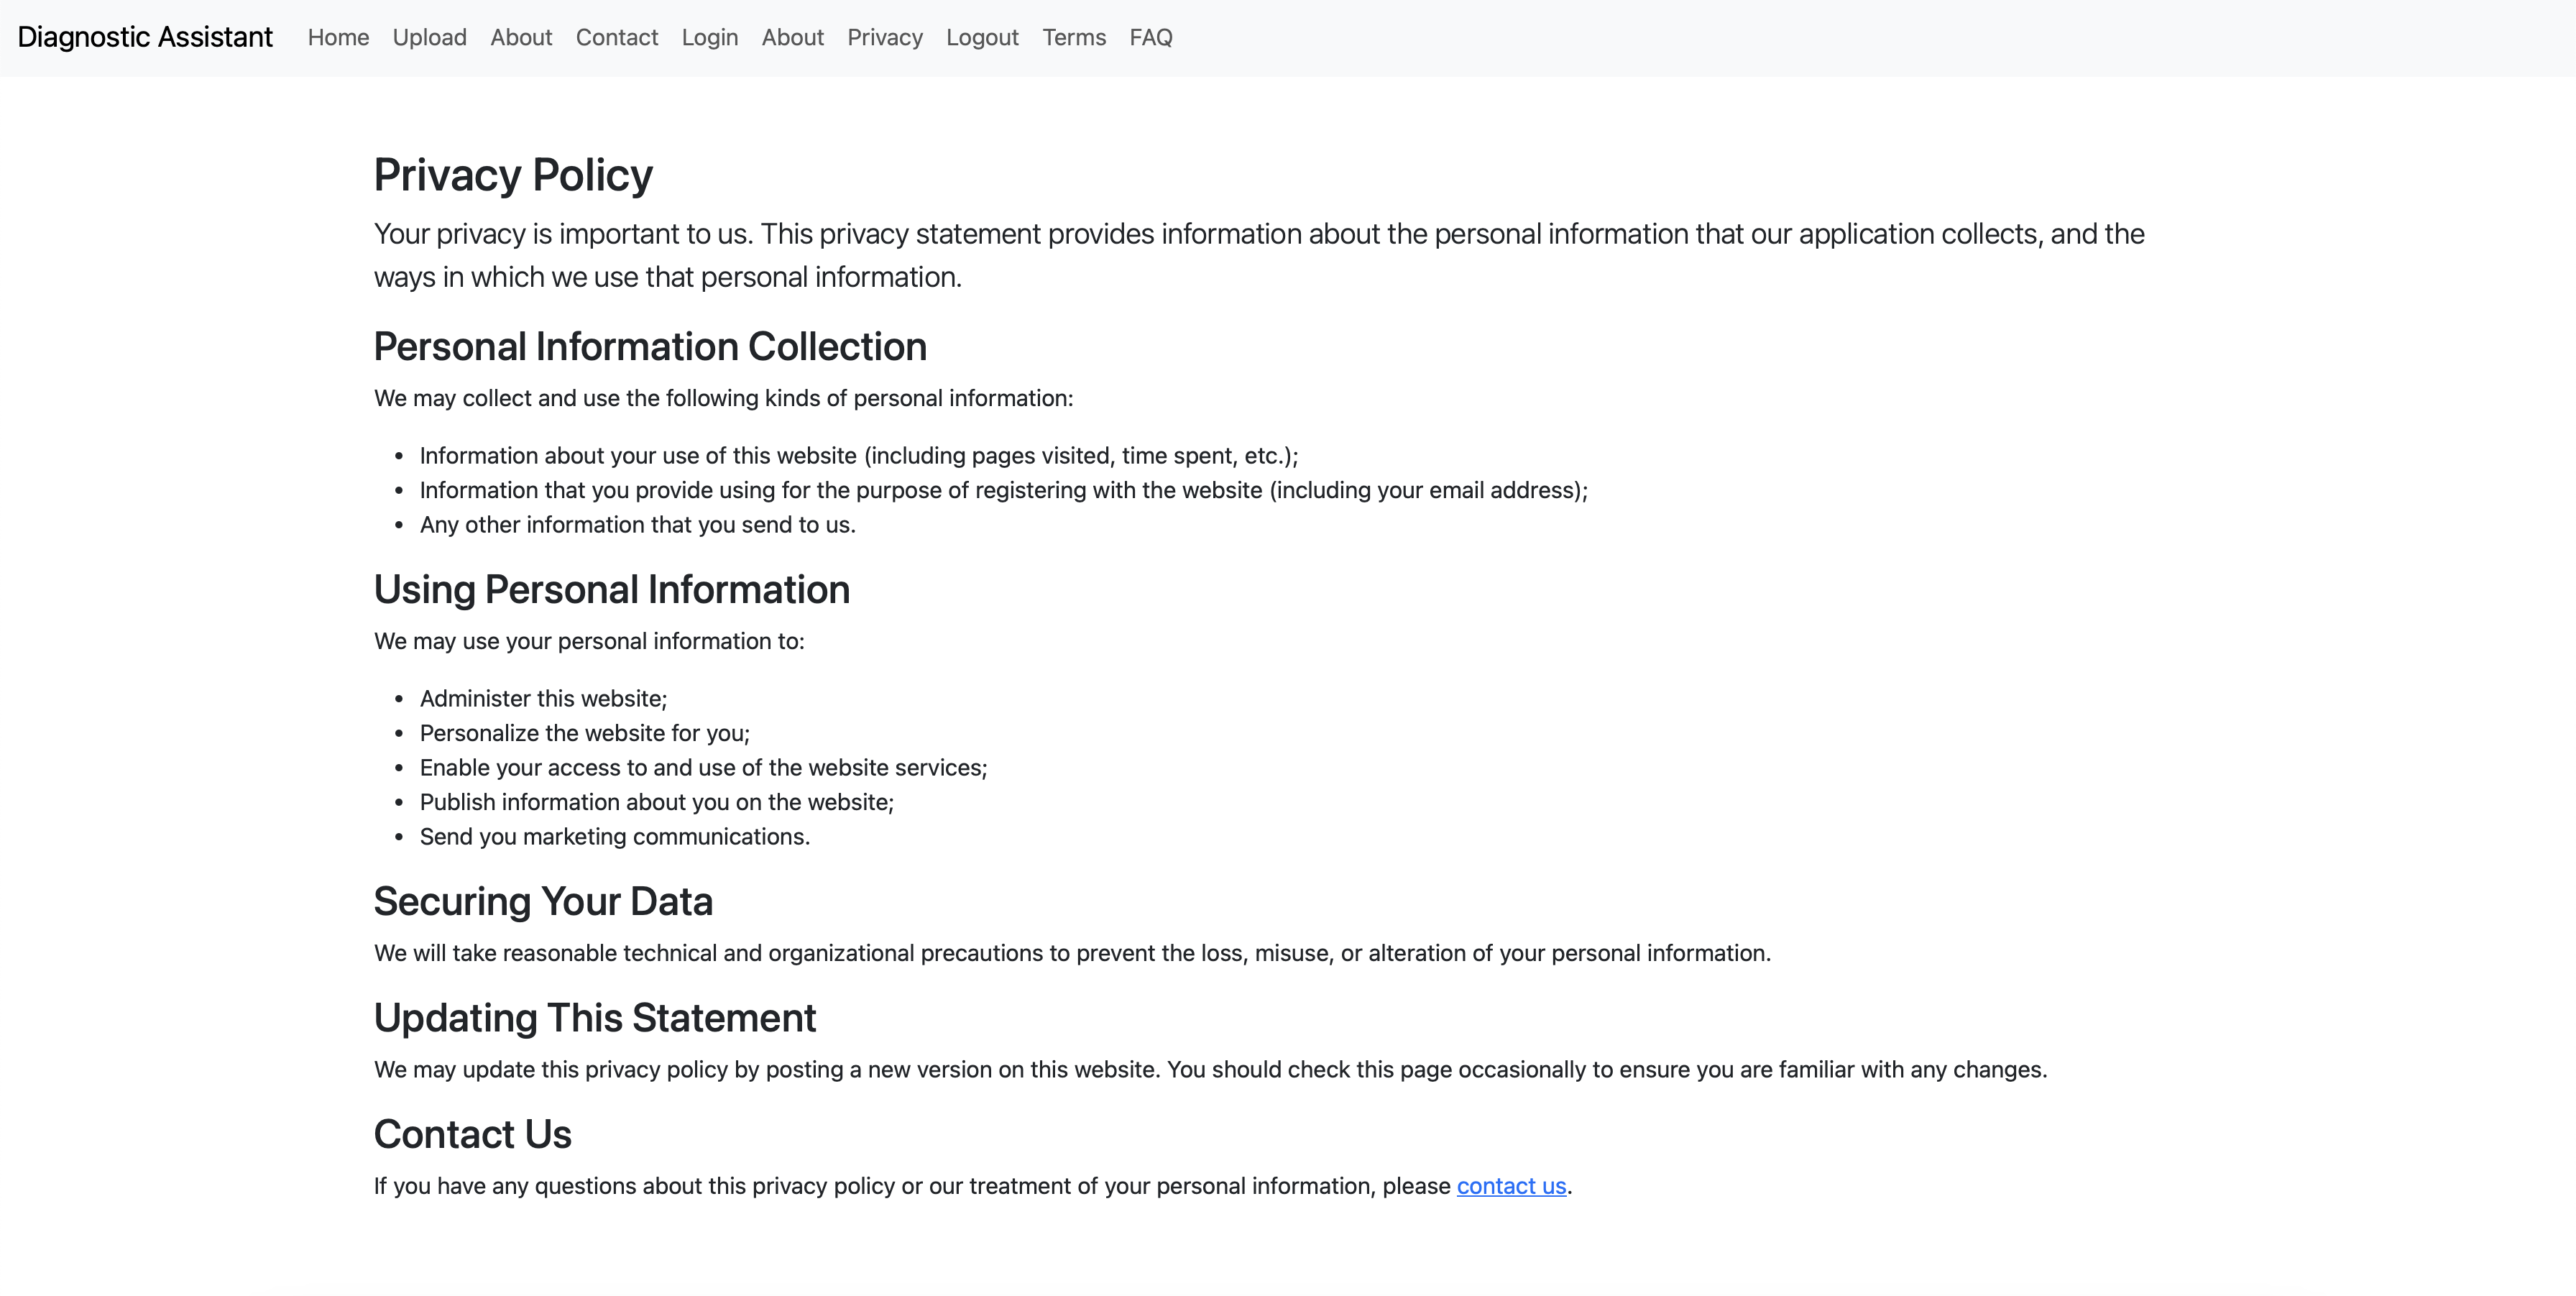 Diagnostic Assistant Home Upload About Contact Login About Privacy Logout Terms FAQ
Privacy Policy
Your privacy is important to us. This privacy statement provides information about the personal information that our application collects, and the
ways in which we use that personal information.
Personal Information Collection
We may collect and use the following kinds of personal information:
• Information about your use of this website (including pages visited, time spent, etc.);
• Information that you provide using for the purpose of registering with the website (including your email address);
• Any other information that you send to us.
Using Personal Information
We may use your personal information to:
• Administer this website;
• Personalize the website for you;
• Enable your access to and use of the website services;
• Publish information about you on the website;
• Send you marketing communications.
Securing Your Data
We will take reasonable technical and organizational precautions to prevent the loss, misuse, or alteration of your personal information.
Updating This Statement
We may update this privacy policy by posting a new version on this website. You should check this page occasionally to ensure you are familiar with any changes.
Contact Us
If you have any questions about this privacy policy or our treatment of your personal information, please contact us.